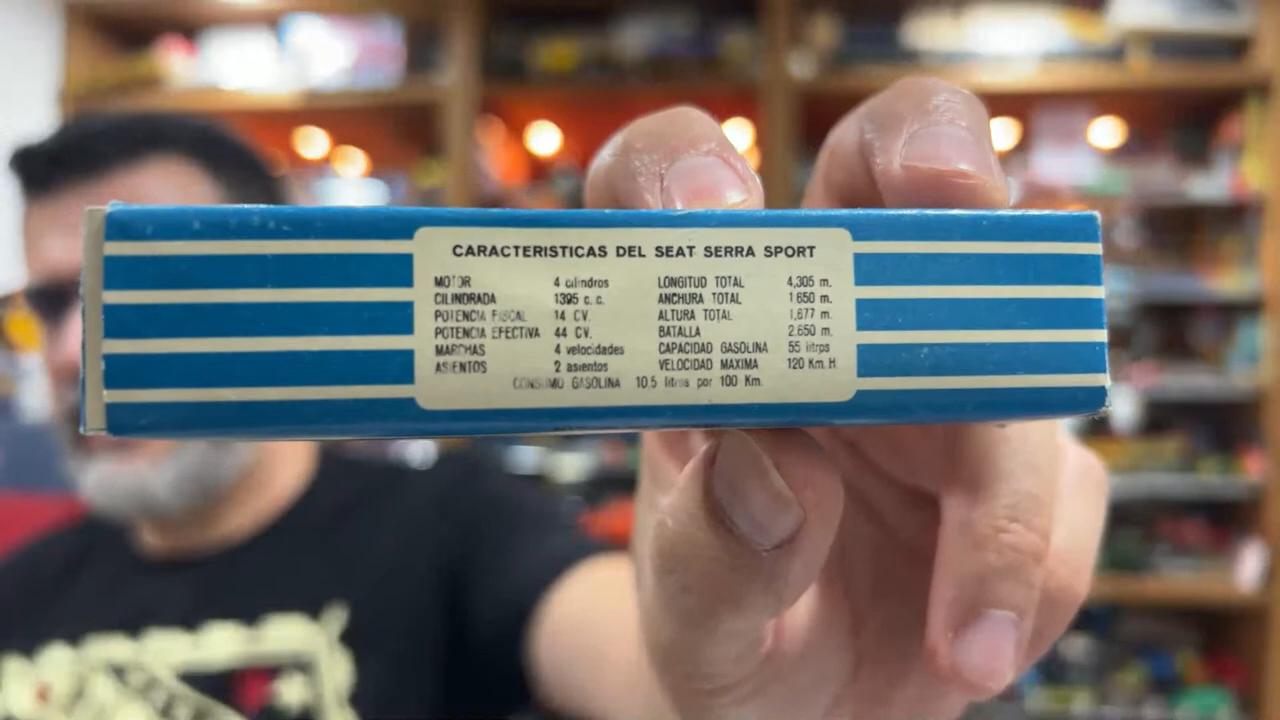 CARACTERISTICAS DEL SEAT SERRA SPORT
MOTOR 4 cilindros
CILINDRADA 1395 c. c.
POTENCIA FISCAL 14 CV.
POTENCIA EFECTIVA 44 CV.
MARCHAS 4 velocidades
ASIENTOS 2 asientos
LONGITUD TOTAL 4,305 m.
ANCHURA TOTAL 1 650 m.
ALTURA TOTAL 1,677 m.
BATALLA 2.650 m.
CAPACIDAD GASOLINA 55 litros
VELOCIDAD MAXIMA 120 Km. H
CONSUMO GASOLINA 10.5 litros por 100 Km.